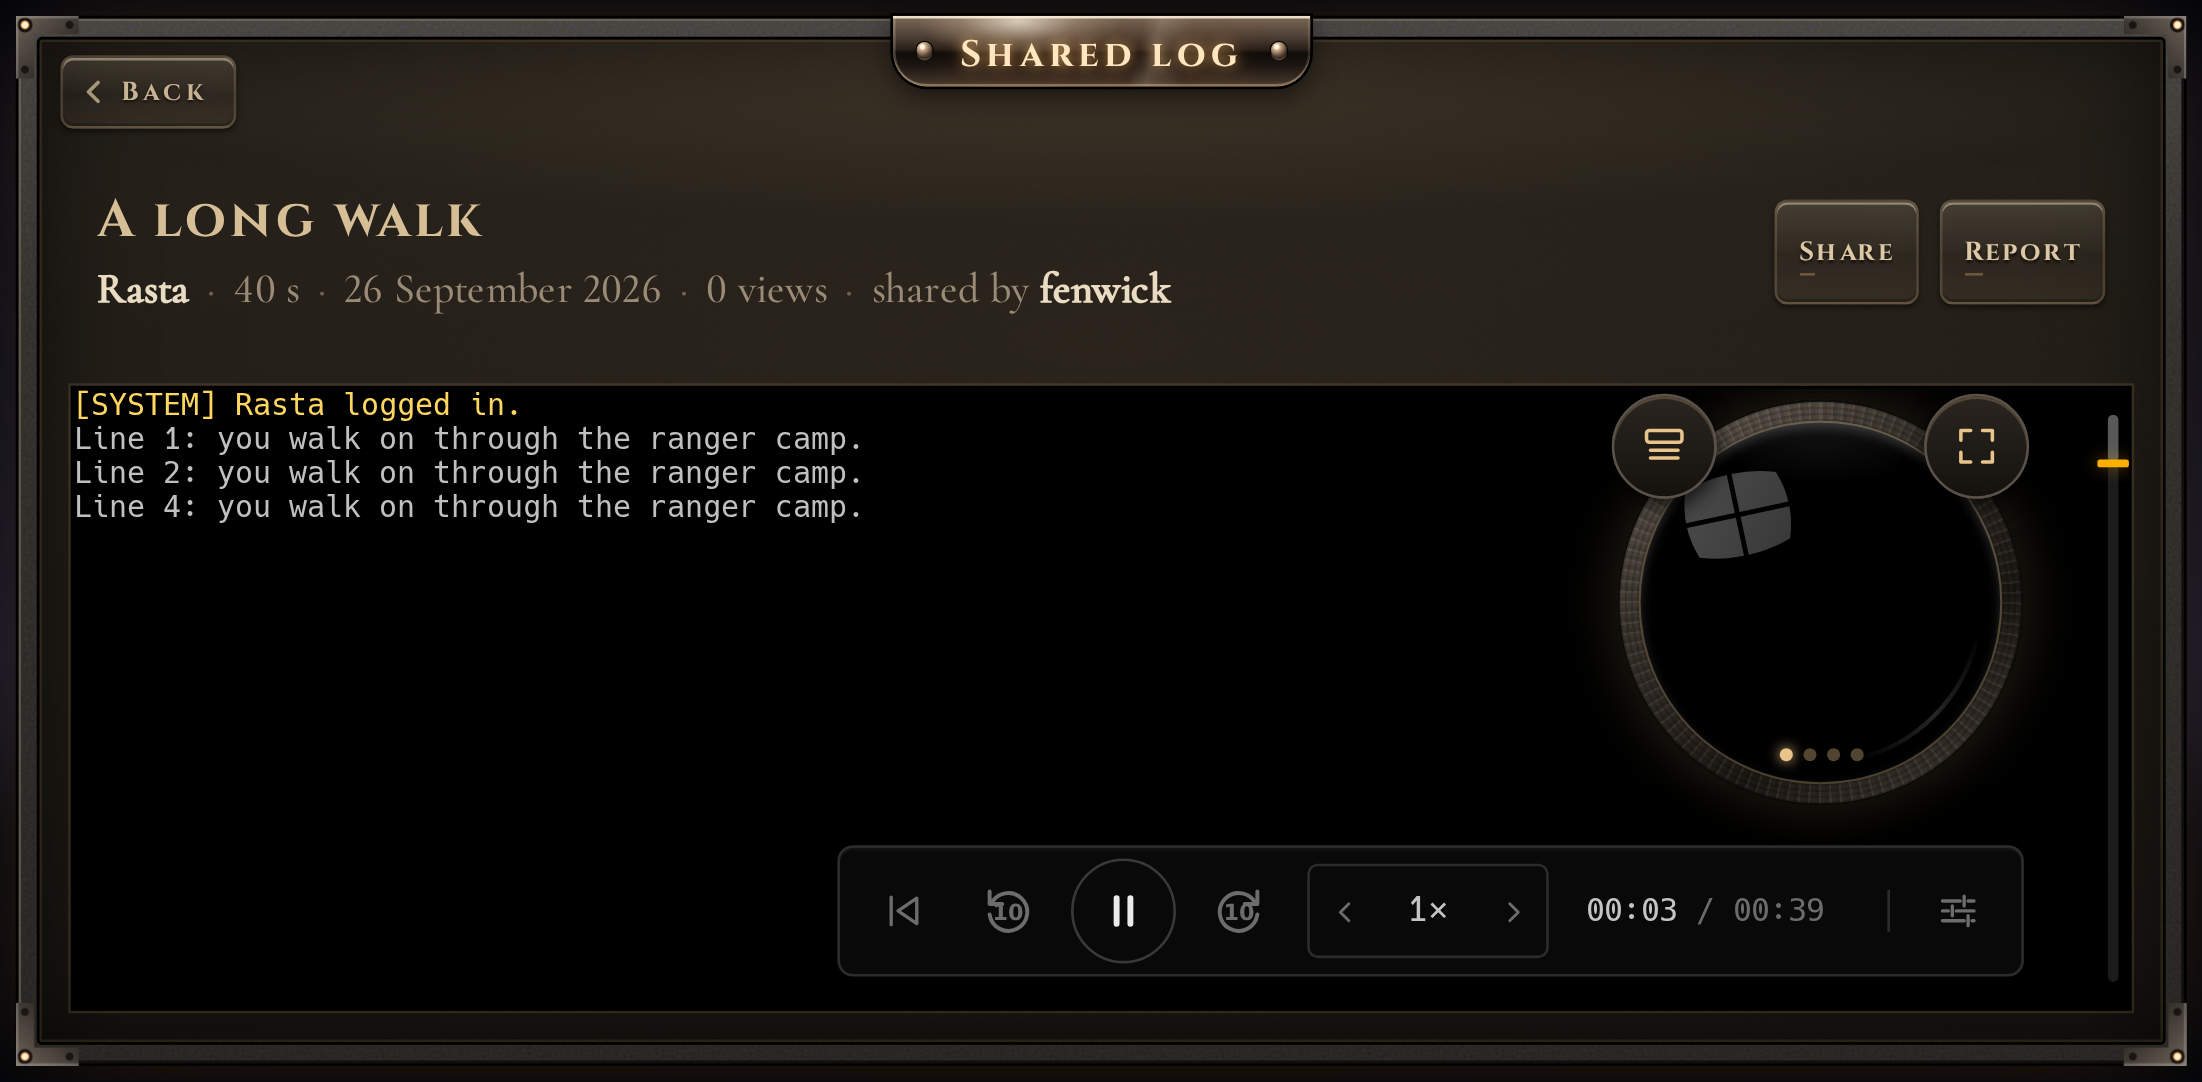 Shared log
Back
A long walk
Rasta · 40 s · 26 September 2026 · 0 views · shared by fenwick
Share
Report
[SYSTEM] Rasta logged in.
Line 1: you walk on through the ranger camp.
Line 2: you walk on through the ranger camp.
Line 4: you walk on through the ranger camp.
10
10
1×
00:03 / 00:39